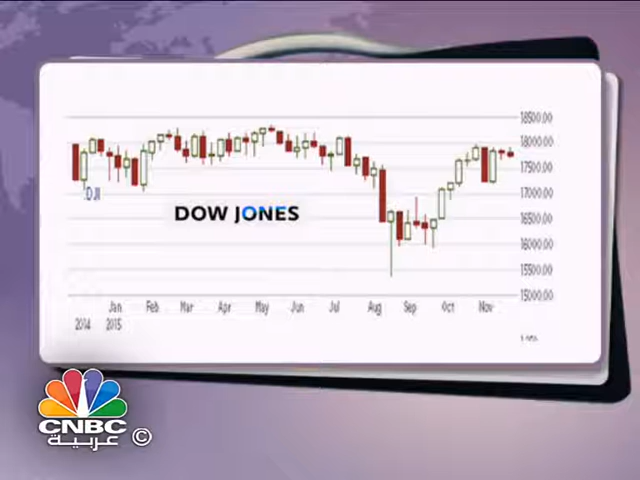 18500.00
18000.00
17500.00
17000.00
16500.00
16000.00
15500.00
15000.00
.DJI
DOW JONES
Jan Feb Mar Apr May Jun Jul Aug Sep Oct Nov
2014 2015
CNBC
عربية ©